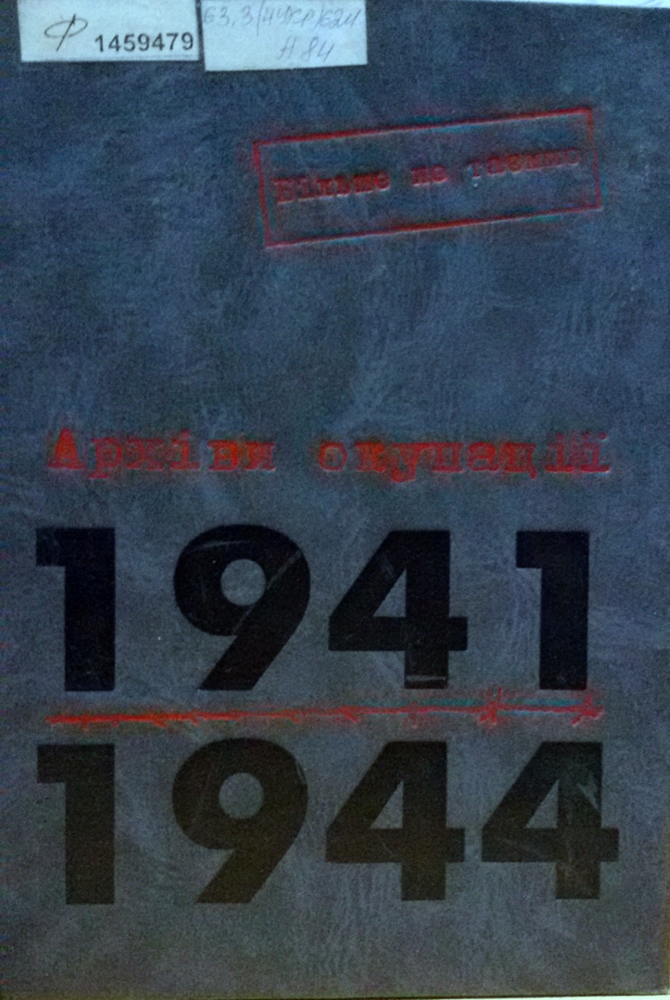 Ф 1459479
63.3(4УКР)624
А 84
Більше не таємно
Архіви окупації
1941
1944